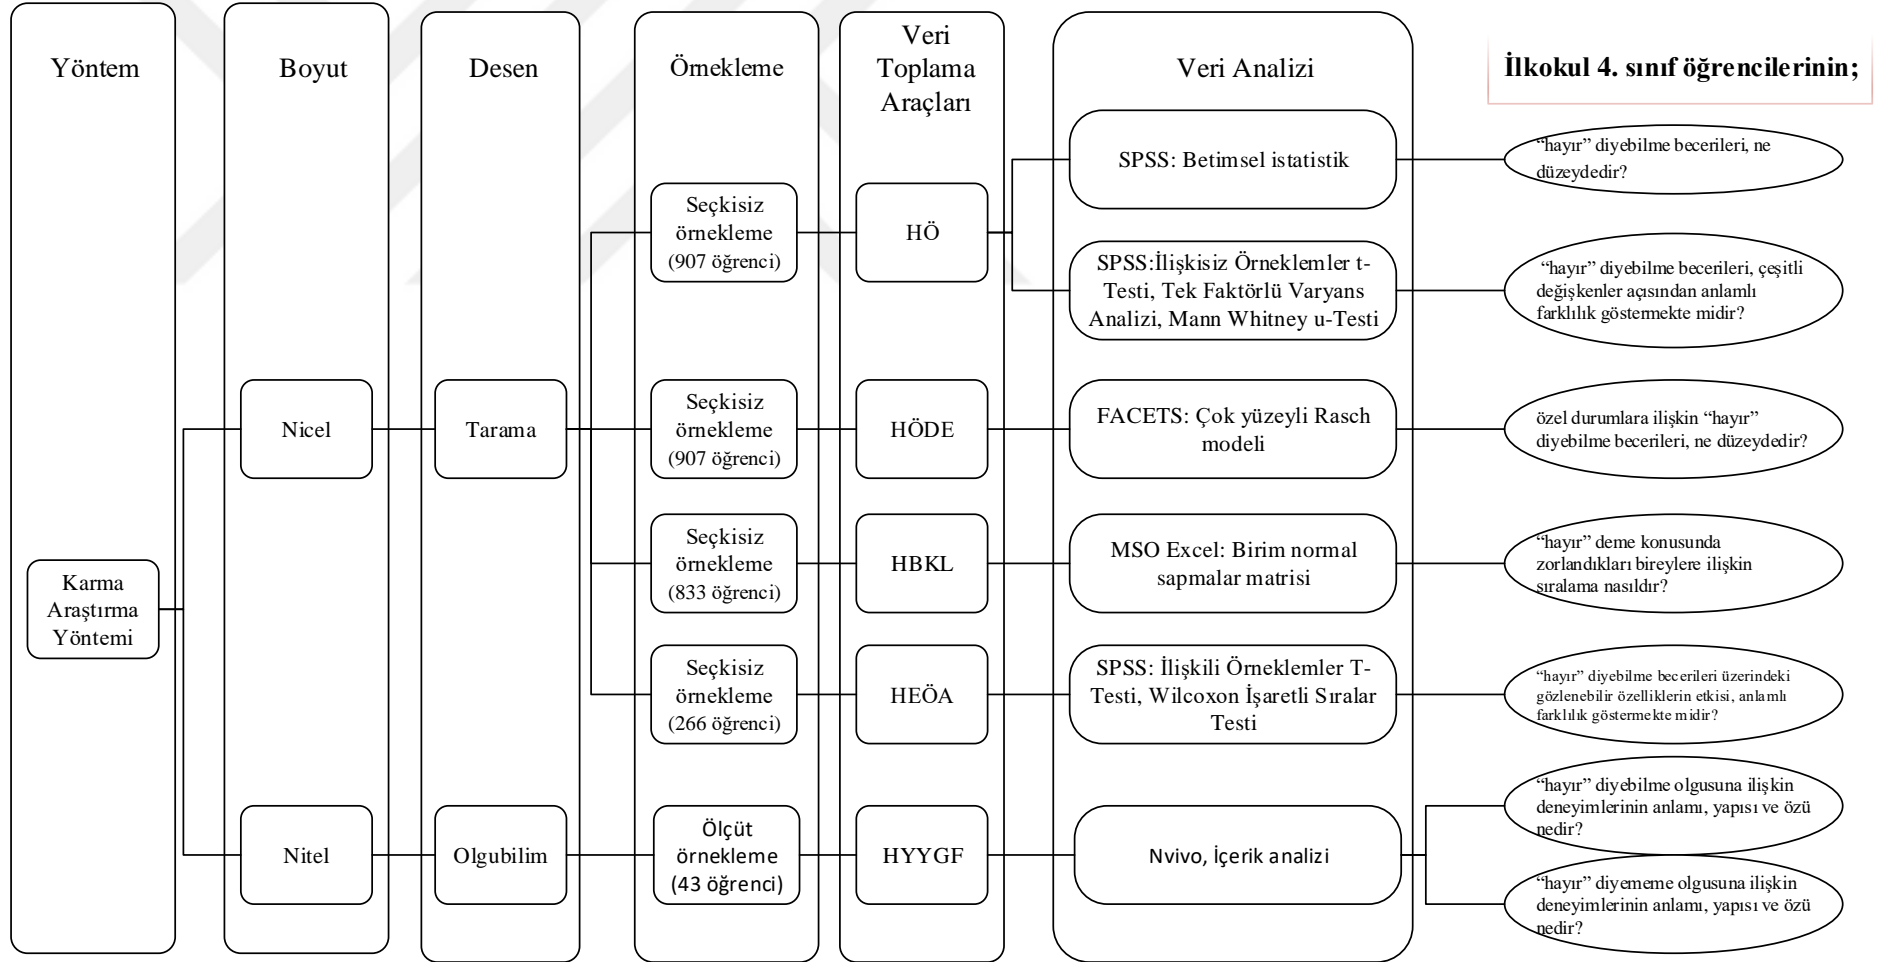 Yöntem
Boyut
Desen
Örnekleme
Veri
Toplama
Araçları
Veri Analizi
İlkokul 4. sınıf öğrencilerinin;
Karma
Araştırma
Yöntemi
Nicel
Tarama
Seçkisiz
örnekleme
(907 öğrenci)
HÖ
SPSS: Betimsel istatistik
“hayır” diyebilme becerileri, ne
düzeydedir?
SPSS:İlişkisiz Örneklemler t-
Testi, Tek Faktörlü Varyans
Analizi, Mann Whitney u-Testi
“hayır” diyebilme becerileri, çeşitli
değişkenler açısından anlamlı
farklılık göstermekte midir?
Seçkisiz
örnekleme
(907 öğrenci)
HÖDE
FACETS: Çok yüzeyli Rasch
modeli
özel durumlara ilişkin “hayır”
diyebilme becerileri, ne düzeydedir?
Seçkisiz
örnekleme
(833 öğrenci)
HBKL
MSO Excel: Birim normal
sapmalar matrisi
“hayır” deme konusunda
zorlandıkları bireylere ilişkin
sıralama nasıldır?
Seçkisiz
örnekleme
(266 öğrenci)
HEÖA
SPSS: İlişkili Örneklemler T-
Testi, Wilcoxon İşaretli Sıralar
Testi
“hayır” diyebilme becerileri üzerindeki
gözlenebilir özelliklerin etkisi, anlamlı
farklılık göstermekte midir?
Nitel
Olgubilim
Ölçüt
örnekleme
(43 öğrenci)
HYYGF
Nvivo, İçerik analizi
“hayır” diyebilme olgusuna ilişkin
deneyimlerinin anlamı, yapısı ve özü
nedir?
“hayır” diyememe olgusuna ilişkin
deneyimlerinin anlamı, yapısı ve özü
nedir?